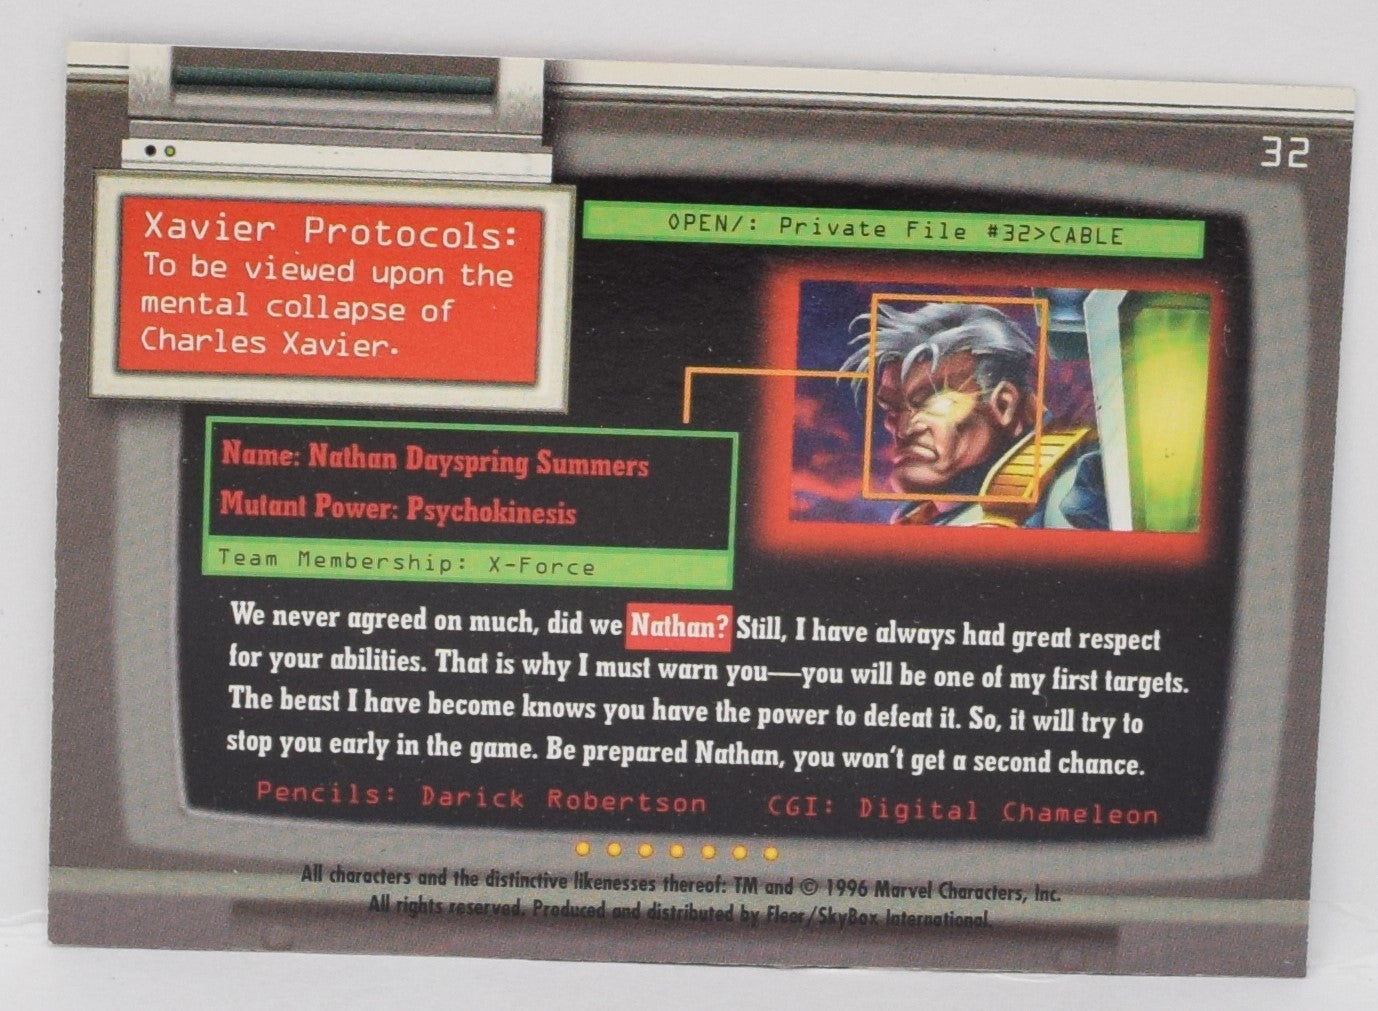 32
Xavier Protocols:
To be viewed upon the
mental collapse of
Charles Xavier.
OPEN/: Private File #32>CABLE
Name: Nathan Dayspring Summers
Mutant Power: Psychokinesis
Team Membership: X-Force
We never agreed on much, did we Nathan? Still, I have always had great respect
for your abilities. That is why I must warn you—you will be one of my first targets.
The beast I have become knows you have the power to defeat it. So, it will try to
stop you early in the game. Be prepared Nathan, you won't get a second chance.
Pencils: Darick Robertson CGI: Digital Chameleon
All characters and the distinctive likenesses thereof: TM and © 1996 Marvel Characters, Inc.
All rights reserved. Produced and distributed by Fleer/SkyBox International.